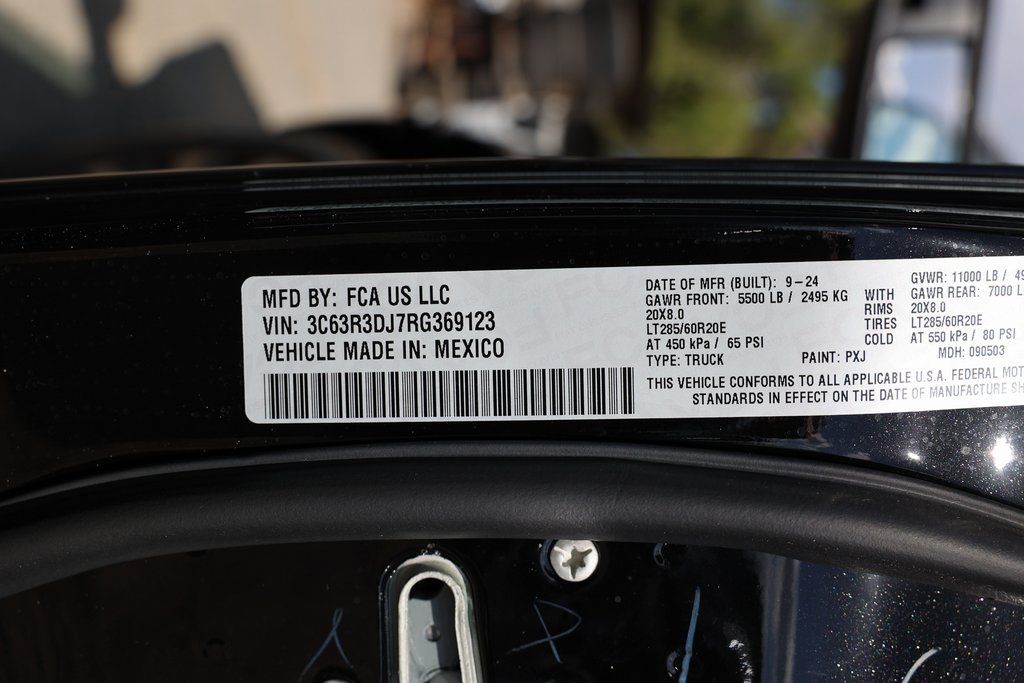 MFD BY: FCA US LLC
VIN: 3C63R3DJ7RG369123
VEHICLE MADE IN: MEXICO
DATE OF MFR (BUILT): 9-24
GAWR FRONT: 5500 LB / 2495 KG
20X8.0
LT285/60R20E
AT 450 kPa / 65 PSI
TYPE: TRUCK
PAINT: PXJ
WITH
RIMS
TIRES
COLD
GVWR: 11000 LB / 49
GAWR REAR: 7000 L
20X8.0
LT285/60R20E
AT 550 kPa / 80 PSI
MDH: 090503
THIS VEHICLE CONFORMS TO ALL APPLICABLE U.S.A. FEDERAL MOT
STANDARDS IN EFFECT ON THE DATE OF MANUFACTURE SH